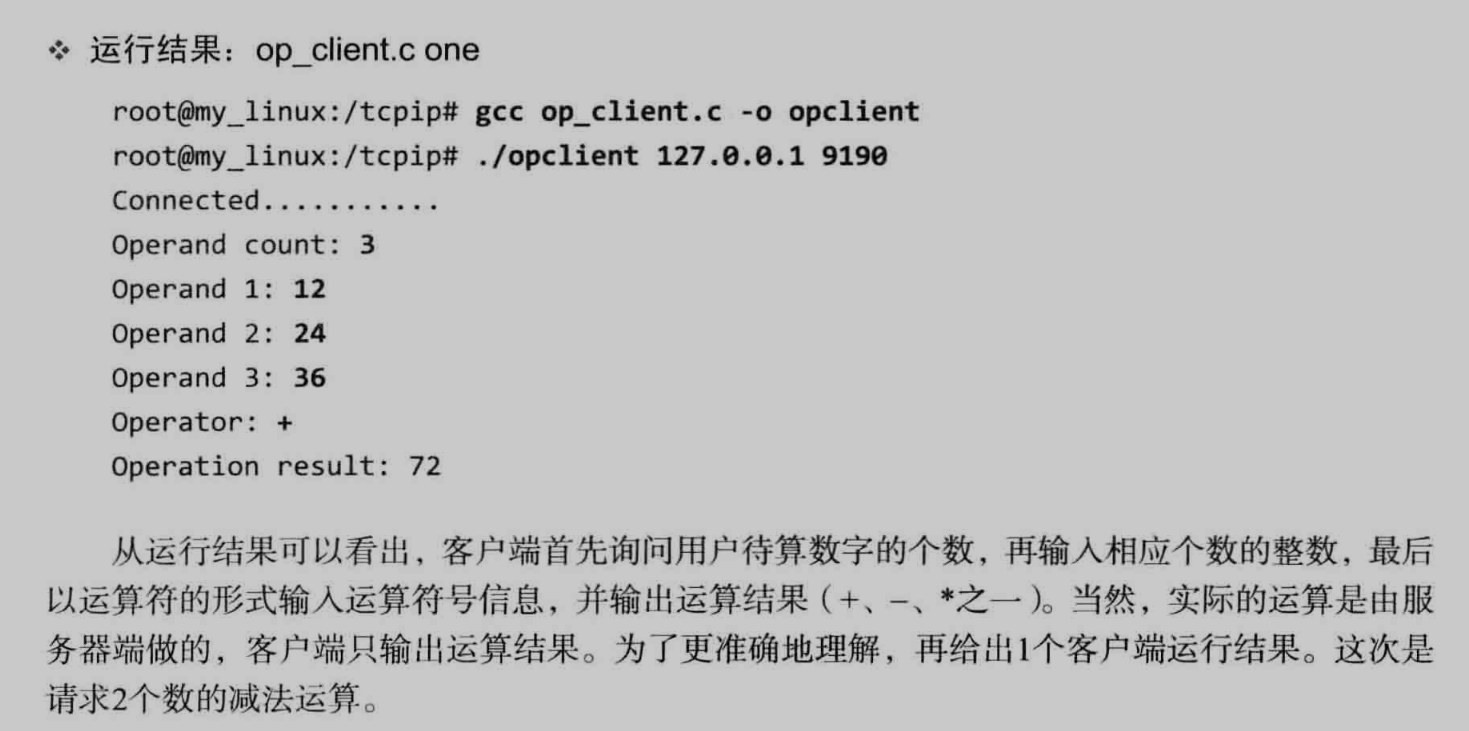 ❖ 运行结果：op_client.c one
root@my_linux:/tcpip# gcc op_client.c -o opclient
root@my_linux:/tcpip# ./opclient 127.0.0.1 9190
Connected...........
Operand count: 3
Operand 1: 12
Operand 2: 24
Operand 3: 36
Operator: +
Operation result: 72
从运行结果可以看出，客户端首先询问用户待算数字的个数，再输入相应个数的整数，最后
以运算符的形式输入运算符号信息，并输出运算结果（+、–、*之一）。当然，实际的运算是由服
务器端做的，客户端只输出运算结果。为了更准确地理解，再给出1个客户端运行结果。这次是
请求2个数的减法运算。